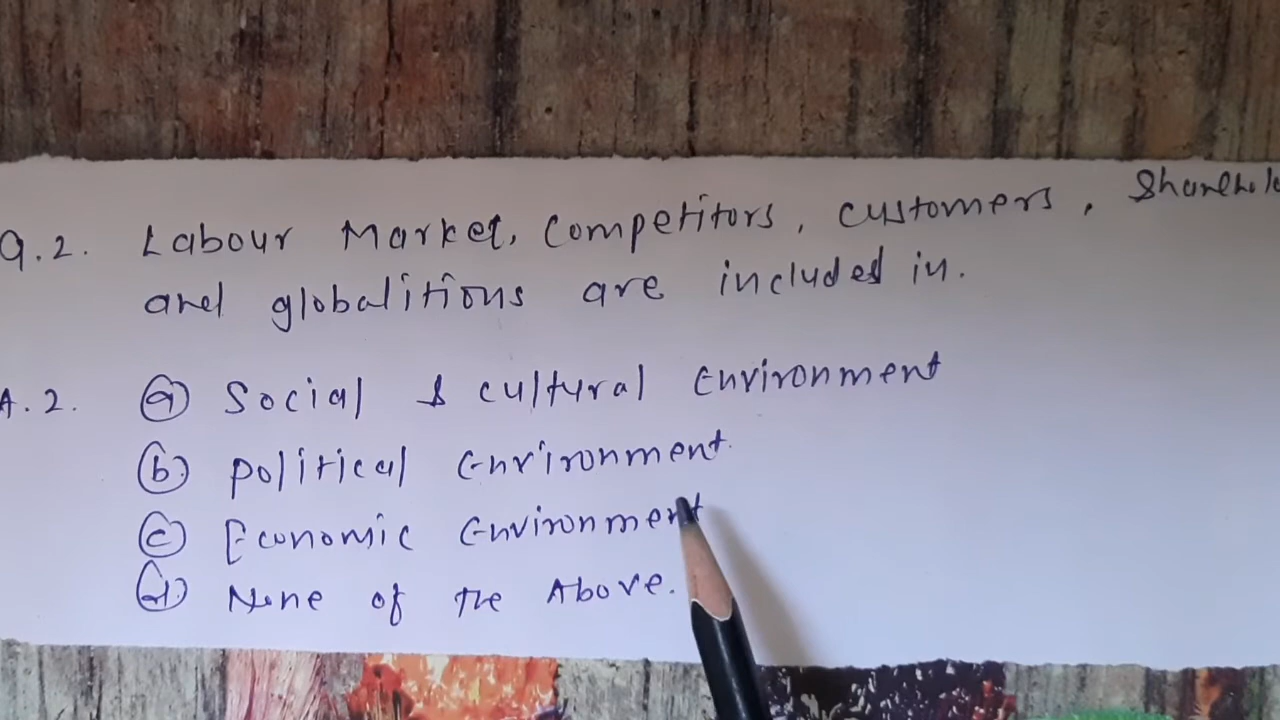 Q.2. Labour Market, Competitors, customers, Sharehol
and globalitions are included in.
A.2. (a) Social & cultural Environment
(b) political Environment.
(c) Economic Environment
(d) None of the Above.